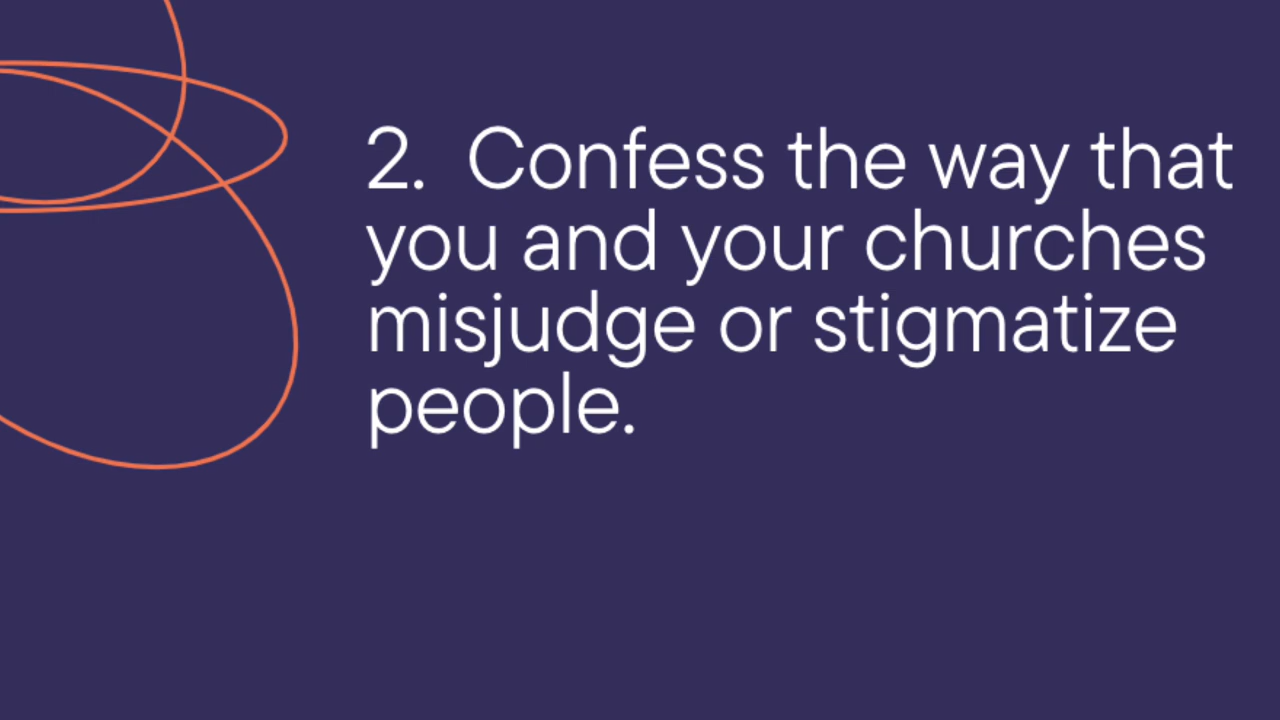 2. Confess the way that
you and your churches
misjudge or stigmatize
people.